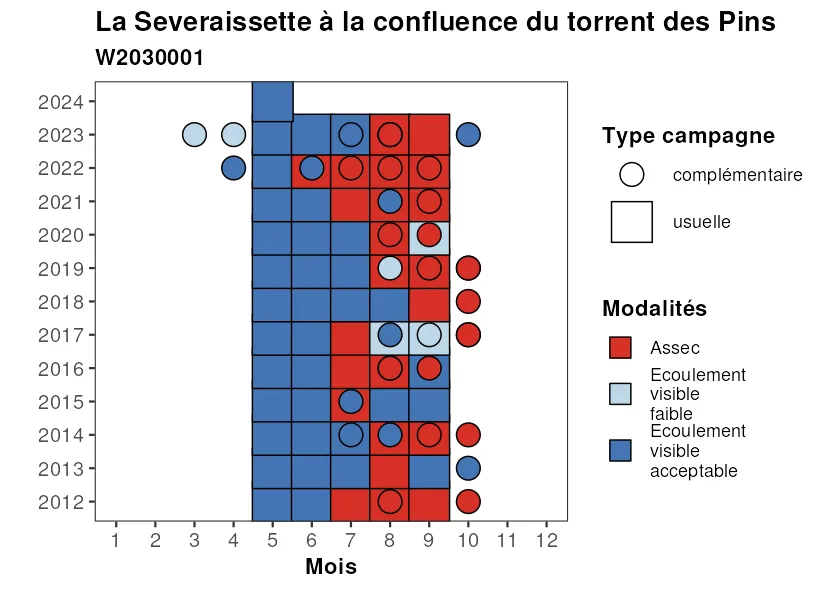 La Severaissette à la confluence du torrent des Pins
W2030001
2024
2023
2022
2021
2020
2019
2018
2017
2016
2015
2014
2013
2012
1 2 3 4 5 6 7 8 9 10 11 12
Mois
Type campagne
complémentaire
usuelle
Modalités
Assec
Ecoulement
visible
faible
Ecoulement
visible
acceptable